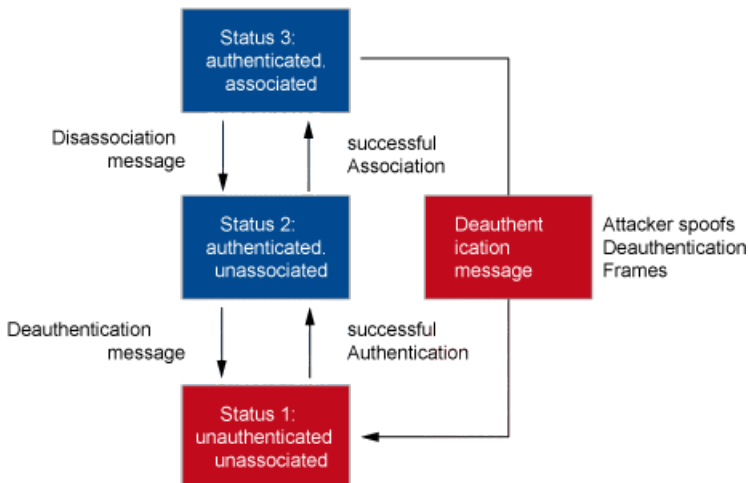 Status 3:
authenticated.
associated
Disassociation
message
successful
Association
Status 2:
authenticated.
unassociated
Deauthent
ication
message
Attacker spoofs
Deauthentication
Frames
Deauthentication
message
successful
Authentication
Status 1:
unauthenticated
unassociated